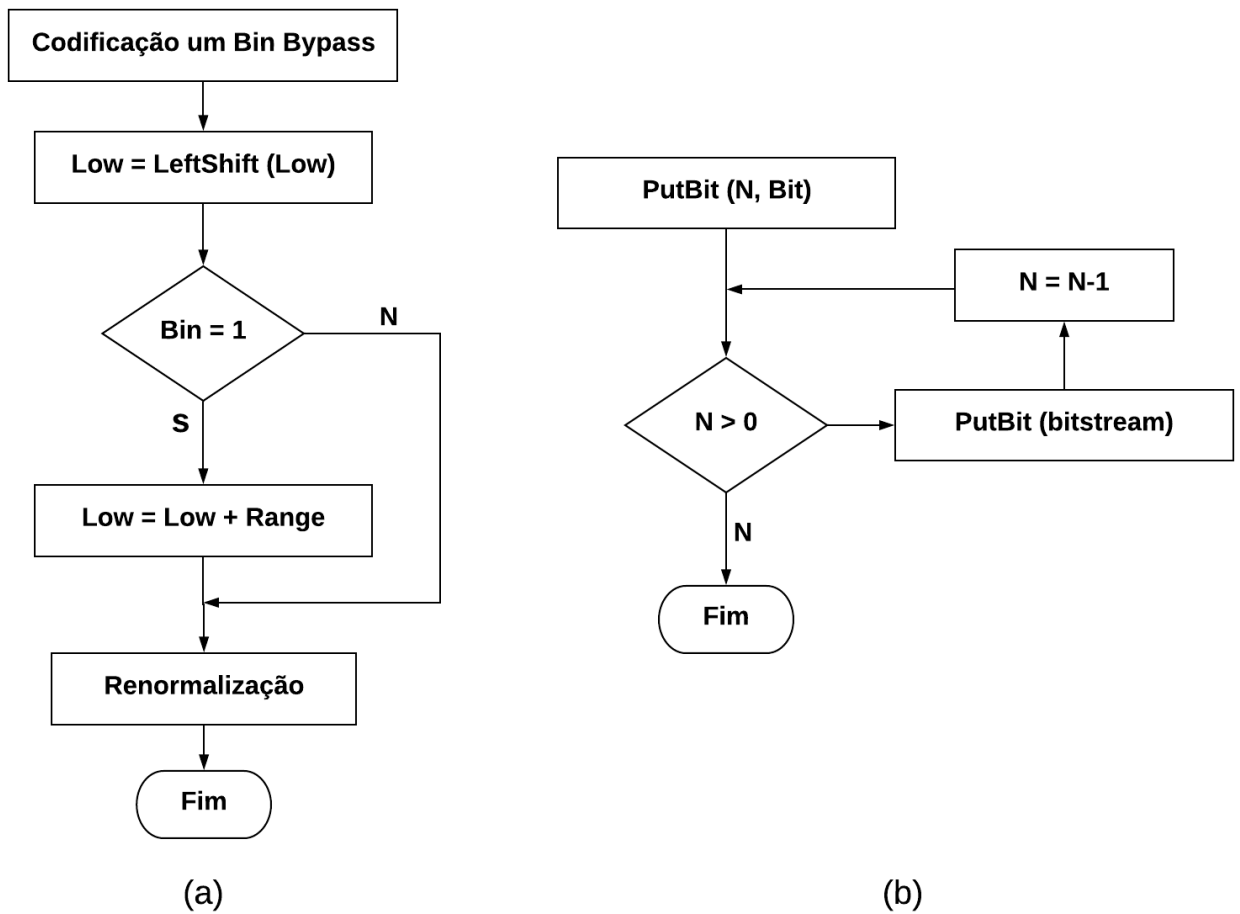 Codificação um Bin Bypass
Low = LeftShift (Low)
Bin = 1
N
S
Low = Low + Range
Renormalização
Fim
(a)
PutBit (N, Bit)
N = N-1
N > 0
PutBit (bitstream)
N
Fim
(b)